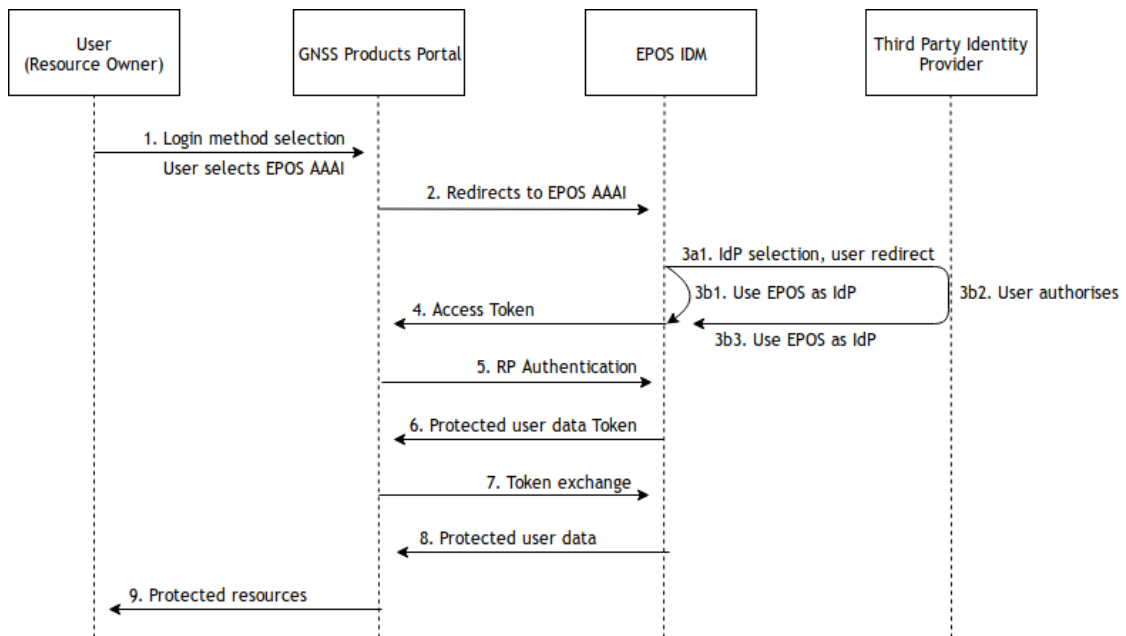 User
(Resource Owner)
GNSS Products Portal
EPOS IDM
Third Party Identity
Provider
1. Login method selection
User selects EPOS AAAI
2. Redirects to EPOS AAAI
3a1. IdP selection, user redirect
3b1. Use EPOS as IdP
3b2. User authorises
4. Access Token
3b3. Use EPOS as IdP
5. RP Authentication
6. Protected user data Token
7. Token exchange
8. Protected user data
9. Protected resources